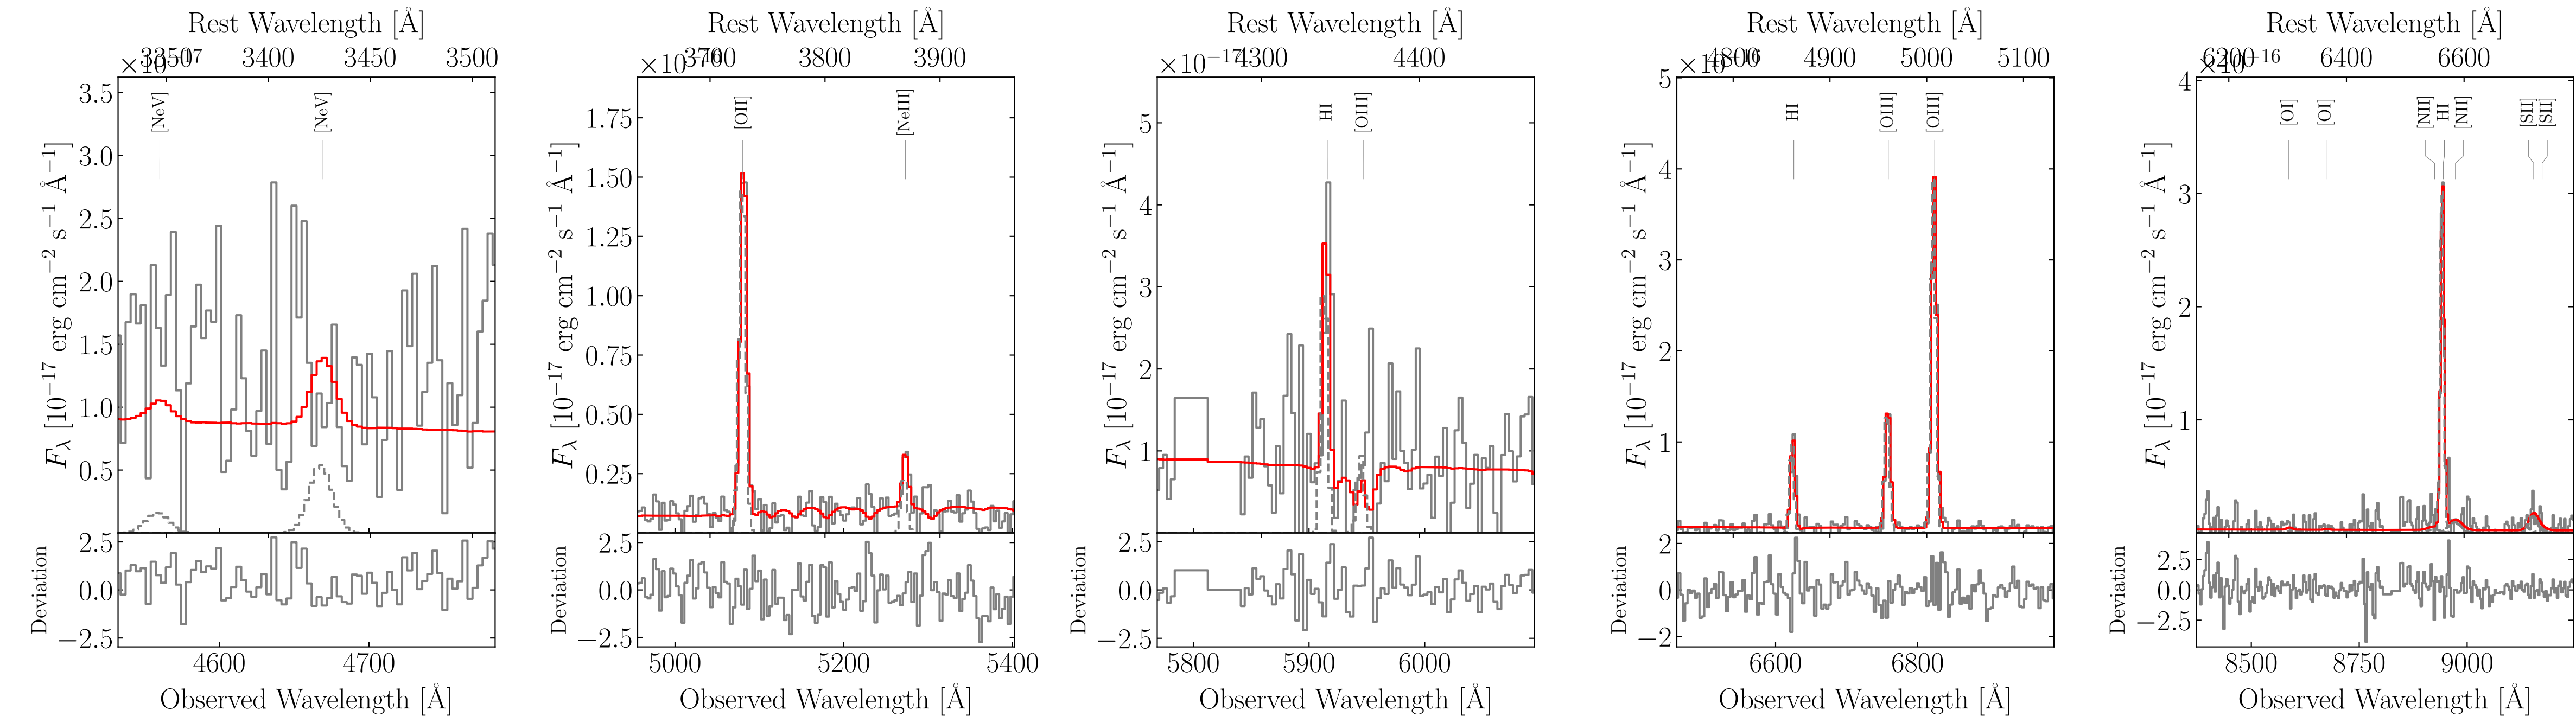 Rest Wavelength [Å]
3350 3400 3450 3500
×10⁻¹⁷
3.5
3.0
2.5
2.0
1.5
1.0
0.5
F_λ [10⁻¹⁷ erg cm⁻² s⁻¹ Å⁻¹]
[NeV] [NeV]
Deviation
2.5
0.0
−2.5
4600 4700
Observed Wavelength [Å]
Rest Wavelength [Å]
3800 3900
1.75
1.50
1.25
1.00
0.75
0.50
0.25
F_λ [10⁻¹⁷ erg cm⁻² s⁻¹ Å⁻¹]
[OII] [NeIII]
Deviation
2.5
0.0
−2.5
5000 5200 5400
Observed Wavelength [Å]
Rest Wavelength [Å]
×10⁻¹⁷ 4300 4400
5
4
3
2
1
F_λ [10⁻¹⁷ erg cm⁻² s⁻¹ Å⁻¹]
HI [OIII]
Deviation
2.5
0.0
−2.5
5800 5900 6000
Observed Wavelength [Å]
Rest Wavelength [Å]
4800 4900 5000 5100
5
4
3
2
1
F_λ [10⁻¹⁷ erg cm⁻² s⁻¹ Å⁻¹]
HI [OIII] [OIII]
Deviation
2
0
−2
6600 6800
Observed Wavelength [Å]
Rest Wavelength [Å]
6200 6400 6600
4
3
2
1
F_λ [10⁻¹⁷ erg cm⁻² s⁻¹ Å⁻¹]
[OI] [OI] [NII] HI [NII] [SII] [SII]
Deviation
2.5
0.0
−2.5
8500 8750 9000
Observed Wavelength [Å]